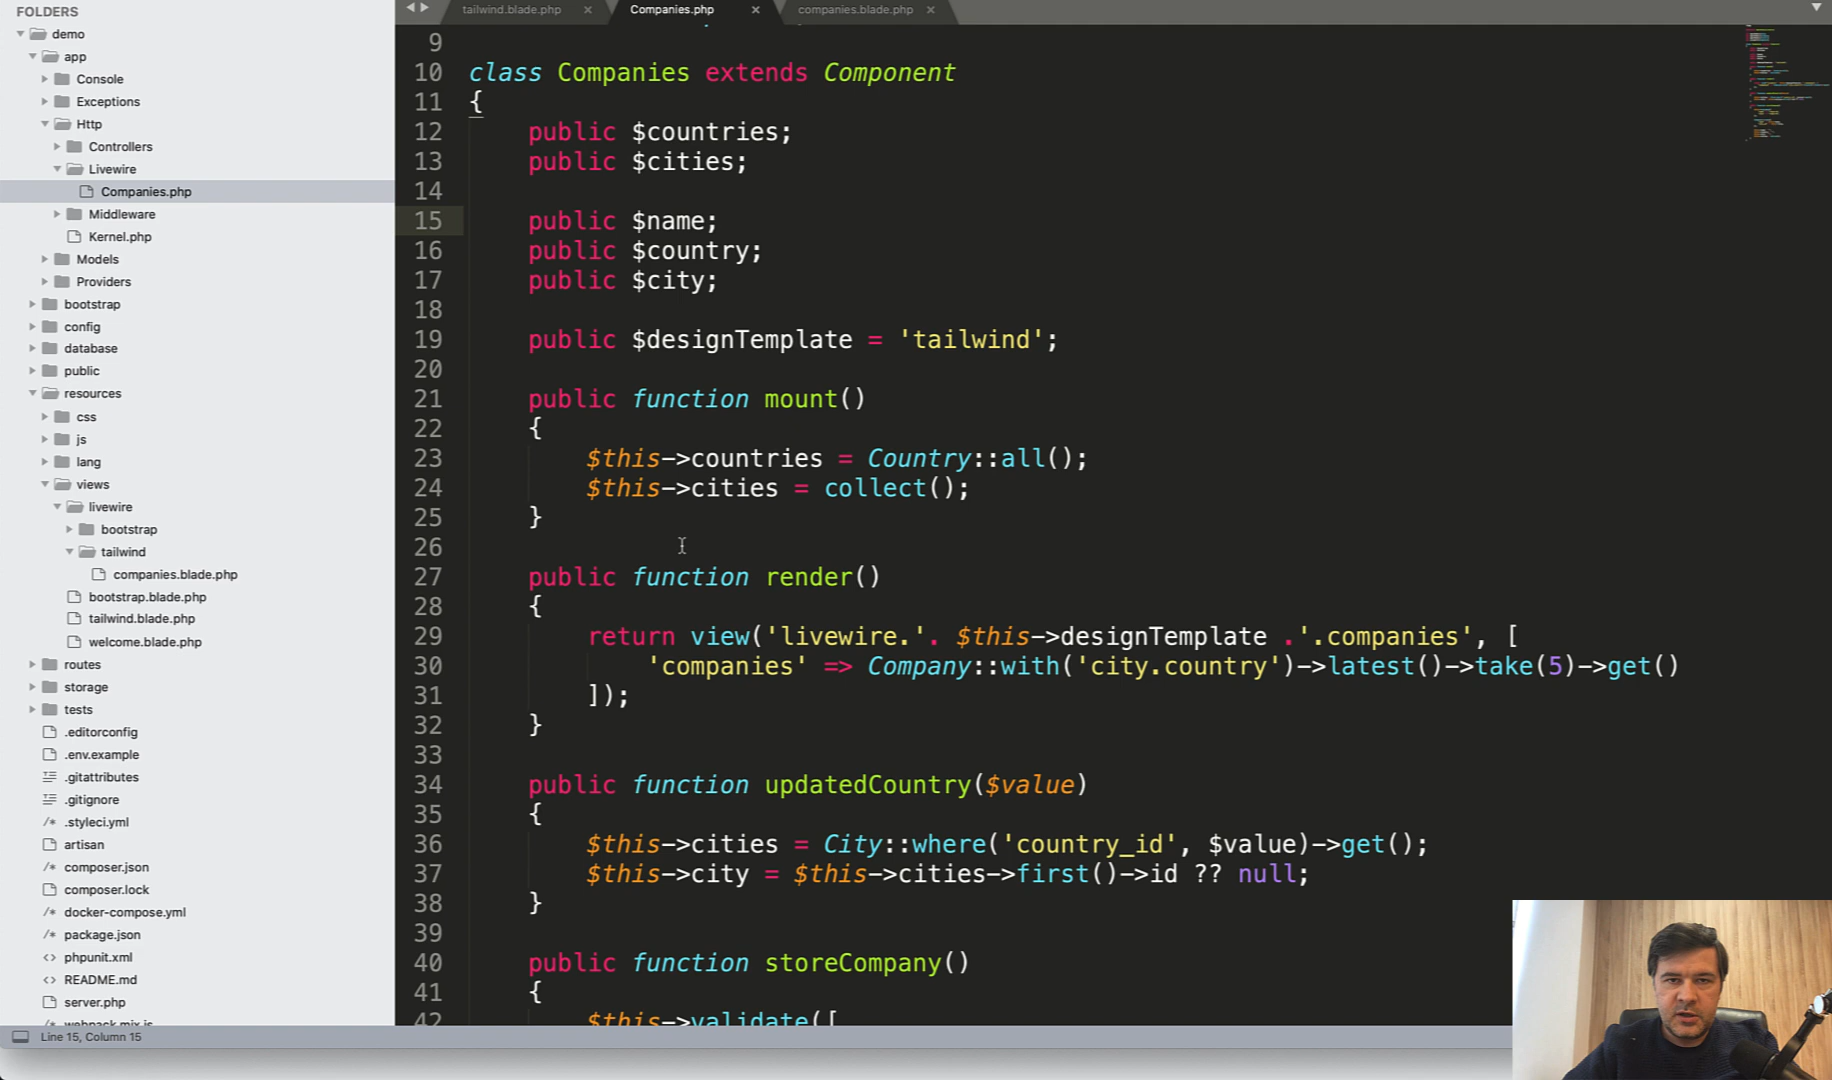 FOLDERS
demo
app
Console
Exceptions
Http
Controllers
Livewire
Companies.php
Middleware
Kernel.php
Models
Providers
bootstrap
config
database
public
resources
css
js
lang
views
livewire
bootstrap
tailwind
companies.blade.php
bootstrap.blade.php
tailwind.blade.php
welcome.blade.php
routes
storage
tests
.editorconfig
.env.example
.gitattributes
.gitignore
/* .styleci.yml
artisan
/* composer.json
composer.lock
/* docker-compose.yml
/* package.json
<> phpunit.xml
<> README.md
server.php
/* webpack.mix.js
tailwind.blade.php ×
Companies.php ×
companies.blade.php ×
9
10 class Companies extends Component
11 {
12 public $countries;
13 public $cities;
14
15 public $name;
16 public $country;
17 public $city;
18
19 public $designTemplate = 'tailwind';
20
21 public function mount()
22 {
23 $this->countries = Country::all();
24 $this->cities = collect();
25 }
26
27 public function render()
28 {
29 return view('livewire.'. $this->designTemplate .'.companies', [
30 'companies' => Company::with('city.country')->latest()->take(5)->get()
31 ]);
32 }
33
34 public function updatedCountry($value)
35 {
36 $this->cities = City::where('country_id', $value)->get();
37 $this->city = $this->cities->first()->id ?? null;
38 }
39
40 public function storeCompany()
41 {
42 $this->validate([
Line 15, Column 15